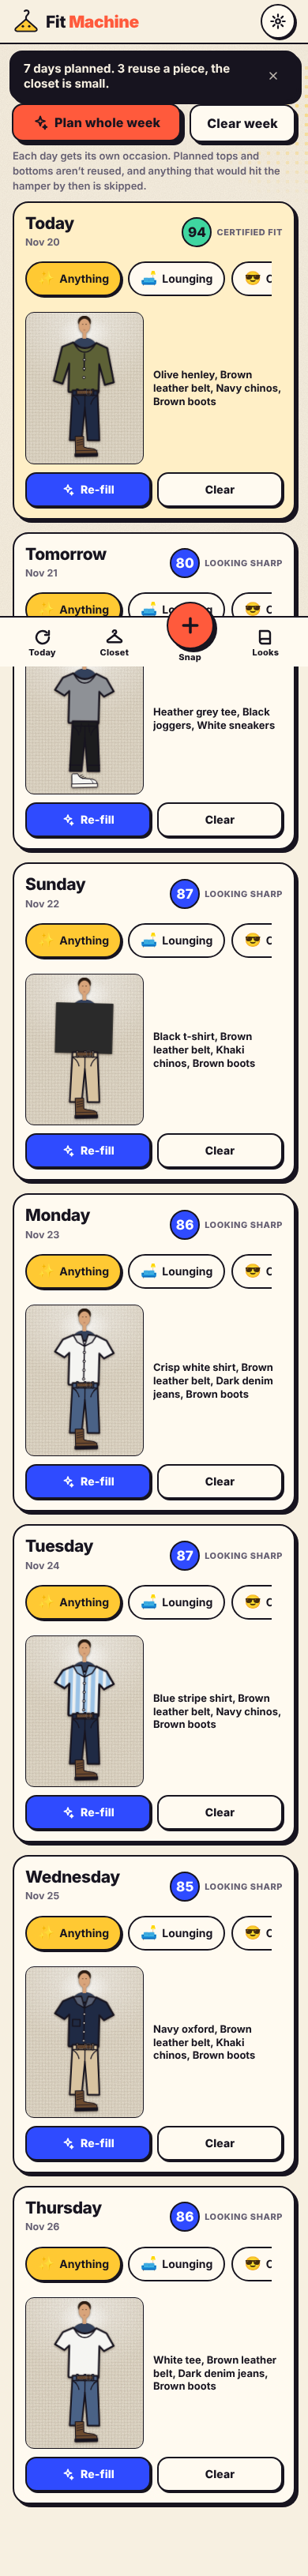 Fit Machine
7 days planned. 3 reuse a piece, the
closet is small.
Plan whole week
Clear week
Each day gets its own occasion. Planned tops and
bottoms aren't reused, and anything that would hit the
hamper by then is skipped.
Today
Nov 20
94 CERTIFIED FIT
Anything
Lounging
Olive henley, Brown
leather belt, Navy chinos,
Brown boots
Re-fill
Clear
Tomorrow
Nov 21
80 LOOKING SHARP
Anything
Today
Closet
Snap
Looks
Heather grey tee, Black
joggers, White sneakers
Re-fill
Clear
Sunday
Nov 22
87 LOOKING SHARP
Anything
Lounging
Black t-shirt, Brown
leather belt, Khaki
chinos, Brown boots
Re-fill
Clear
Monday
Nov 23
86 LOOKING SHARP
Anything
Lounging
Crisp white shirt, Brown
leather belt, Dark denim
jeans, Brown boots
Re-fill
Clear
Tuesday
Nov 24
87 LOOKING SHARP
Anything
Lounging
Blue stripe shirt, Brown
leather belt, Navy chinos,
Brown boots
Re-fill
Clear
Wednesday
Nov 25
85 LOOKING SHARP
Anything
Lounging
Navy oxford, Brown
leather belt, Khaki
chinos, Brown boots
Re-fill
Clear
Thursday
Nov 26
86 LOOKING SHARP
Anything
Lounging
White tee, Brown leather
belt, Dark denim jeans,
Brown boots
Re-fill
Clear